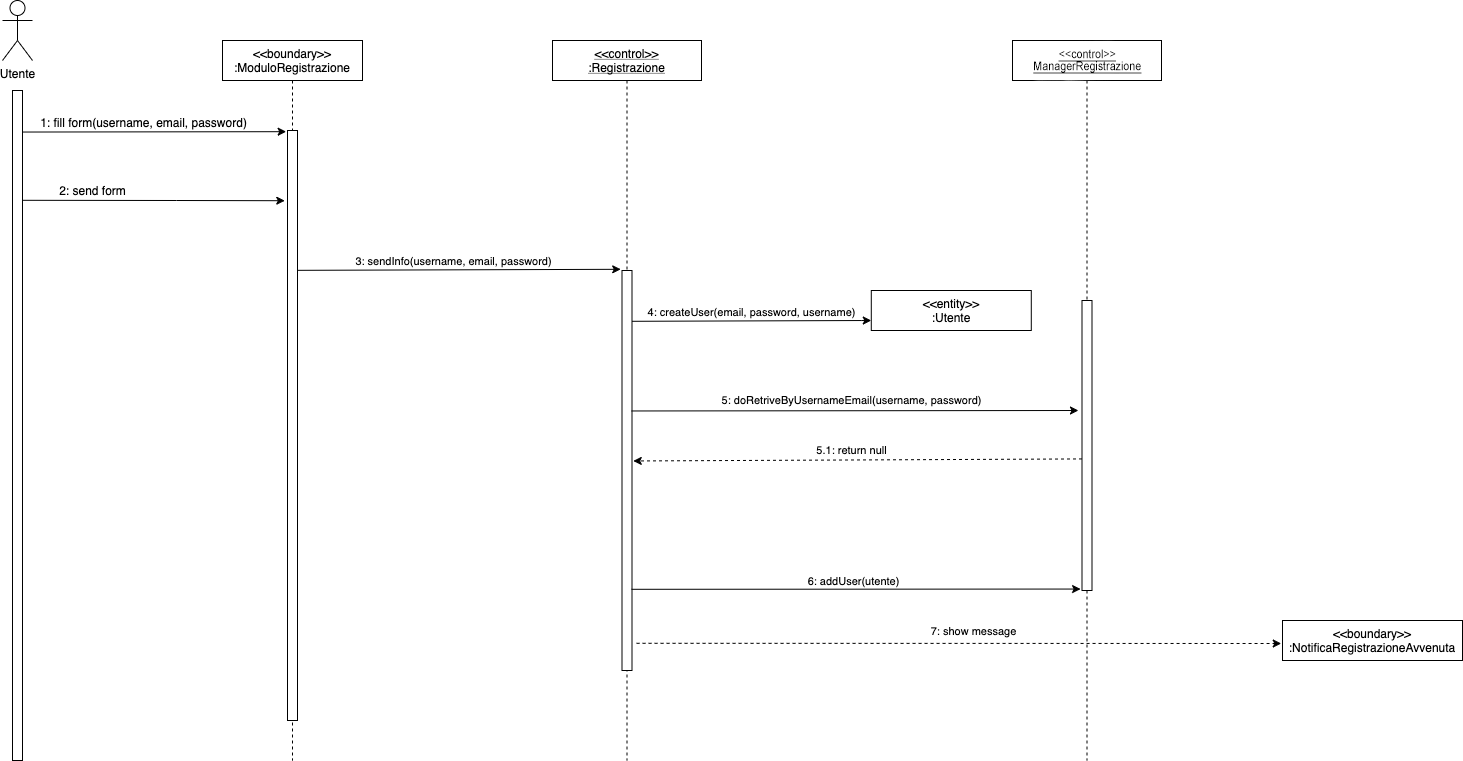 Utente
<<boundary>>
:ModuloRegistrazione
<<control>>
:Registrazione
<<control>>
ManagerRegistrazione
1: fill form(username, email, password)
2: send form
3: sendInfo(username, email, password)
4: createUser(email, password, username)
<<entity>>
:Utente
5: doRetriveByUsernameEmail(username, password)
5.1: return null
6: addUser(utente)
7: show message
<<boundary>>
:NotificaRegistrazioneAvvenuta